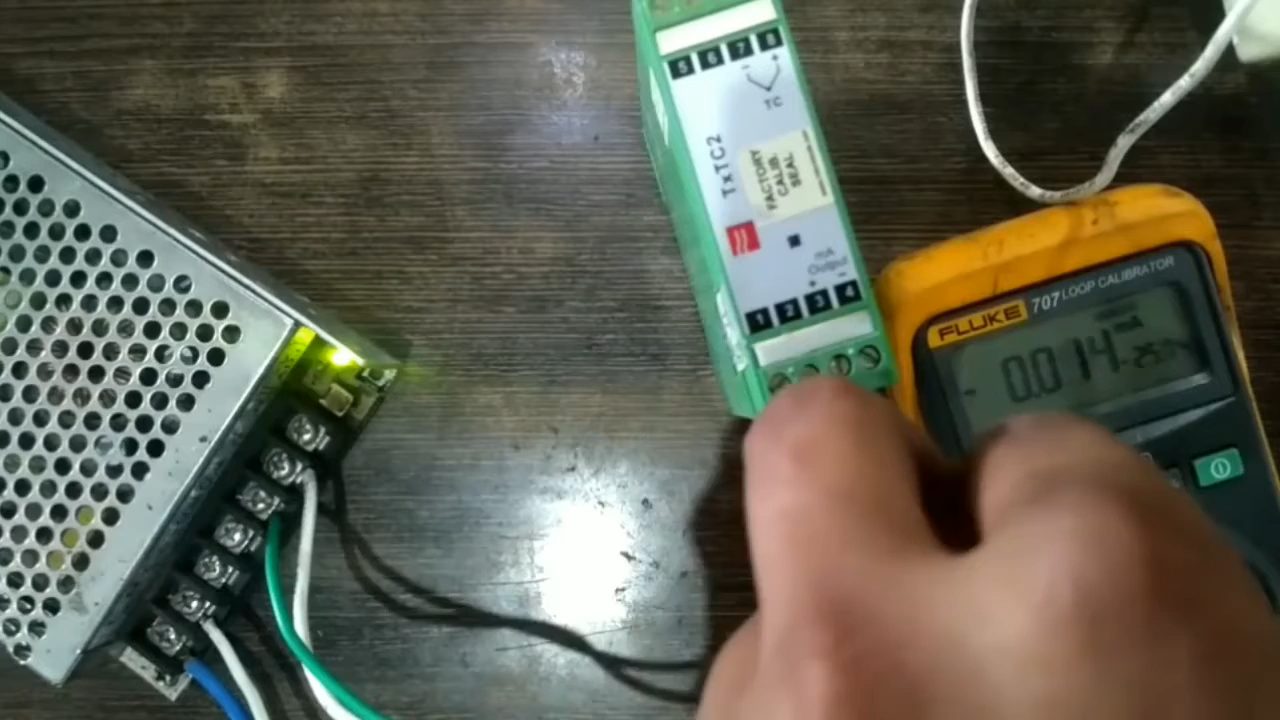 5 6 7 8
TC
TxTC2
FACTORY
CALIB.
SEAL
mA
Output
+ -
1 2 3 4
FLUKE 707 LOOP CALIBRATOR
mA
- 0.014